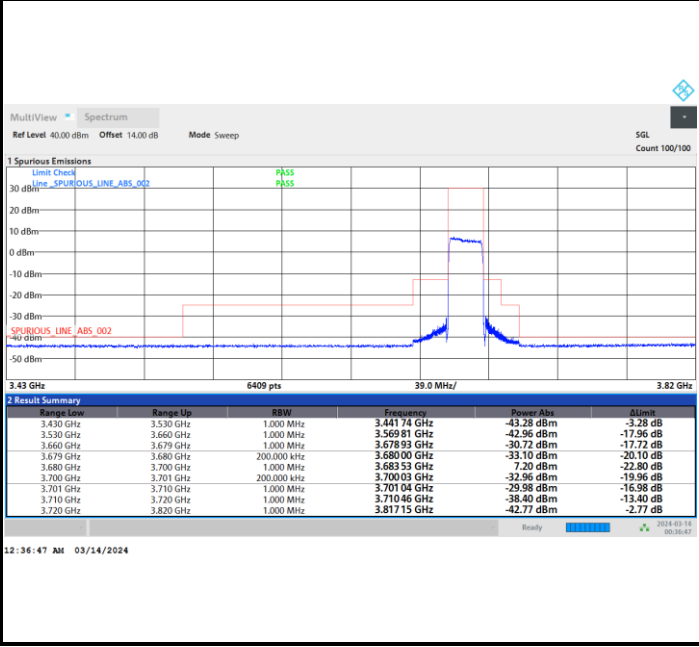 MultiView Spectrum
Ref Level 40.00 dBm Offset 14.00 dB Mode Sweep SGL
Count 100/100
1 Spurious Emissions
Limit Check PASS
Line _SPURIOUS_LINE_ABS_002 PASS
30 dBm
20 dBm
10 dBm
0 dBm
-10 dBm
-20 dBm
-30 dBm
SPURIOUS_LINE_ABS_002
-40 dBm
-50 dBm
3.43 GHz 6409 pts 39.0 MHz/ 3.82 GHz
2 Result Summary
Range Low Range Up RBW Frequency Power Abs ΔLimit
3.430 GHz 3.530 GHz 1.000 MHz 3.441 74 GHz -43.28 dBm -3.28 dB
3.530 GHz 3.660 GHz 1.000 MHz 3.569 81 GHz -42.96 dBm -17.96 dB
3.660 GHz 3.679 GHz 1.000 MHz 3.678 93 GHz -30.72 dBm -17.72 dB
3.679 GHz 3.680 GHz 200.000 kHz 3.680 00 GHz -33.10 dBm -20.10 dB
3.680 GHz 3.700 GHz 1.000 MHz 3.683 53 GHz 7.20 dBm -22.80 dB
3.700 GHz 3.701 GHz 200.000 kHz 3.700 03 GHz -32.96 dBm -19.96 dB
3.701 GHz 3.710 GHz 1.000 MHz 3.701 04 GHz -29.98 dBm -16.98 dB
3.710 GHz 3.720 GHz 1.000 MHz 3.710 46 GHz -38.40 dBm -13.40 dB
3.720 GHz 3.820 GHz 1.000 MHz 3.817 15 GHz -42.77 dBm -2.77 dB
Ready 2024-03-14
00:36:47
12:36:47 AM 03/14/2024